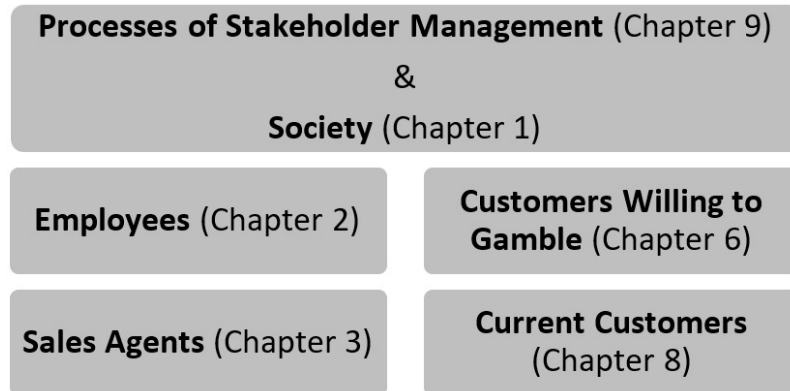 Processes of Stakeholder Management (Chapter 9)
&
Society (Chapter 1)
Employees (Chapter 2)
Customers Willing to
Gamble (Chapter 6)
Sales Agents (Chapter 3)
Current Customers
(Chapter 8)